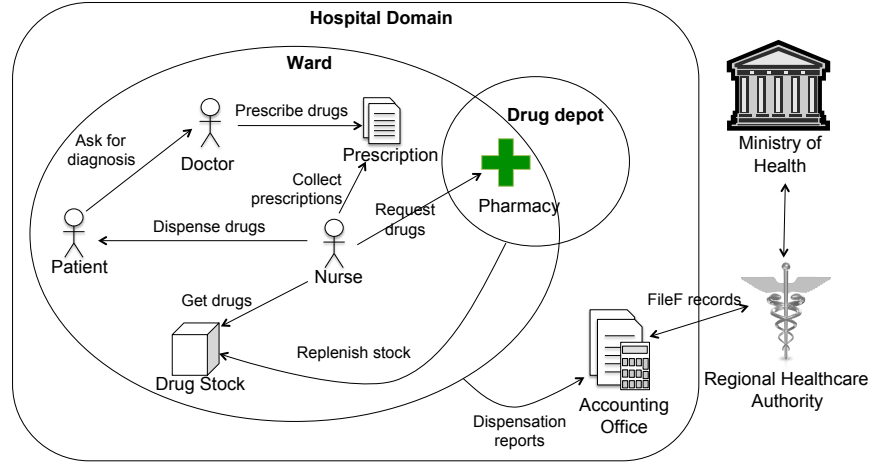 Hospital Domain
Ward
Drug depot
Prescribe drugs
Ask for
diagnosis
Doctor
Prescription
Ministry of
Health
Collect
prescriptions
Request
drugs
Pharmacy
Dispense drugs
Patient
Nurse
Get drugs
FileF records
Replenish stock
Drug Stock
Regional Healthcare
Authority
Accounting
Office
Dispensation
reports